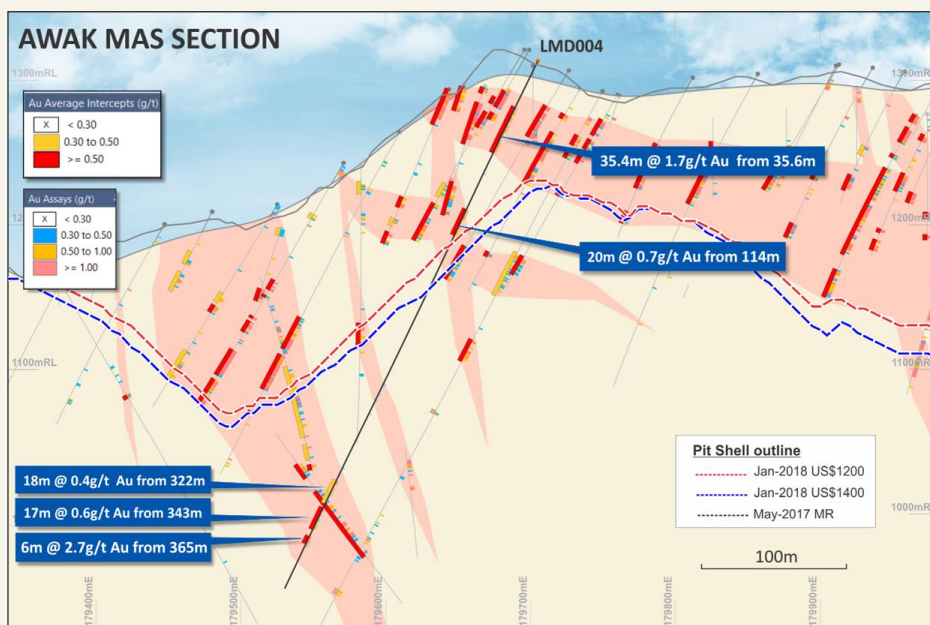 AWAK MAS SECTION
LMD004
1300mRL
1300mRL
Au Average Intercepts (g/t)
X < 0.30
0.30 to 0.50
>= 0.50
35.4m @ 1.7g/t Au from 35.6m
Au Assays (g/t)
X < 0.30
0.30 to 0.50
0.50 to 1.00
>= 1.00
1200mRL
20m @ 0.7g/t Au from 114m
1100mRL
1100mRL
Pit Shell outline
Jan-2018 US$1200
Jan-2018 US$1400
May-2017 MR
18m @ 0.4g/t Au from 322m
17m @ 0.6g/t Au from 343m
6m @ 2.7g/t Au from 365m
1000mRL
100m
179400mE
179500mE
179600mE
179700mE
179800mE
179900mE